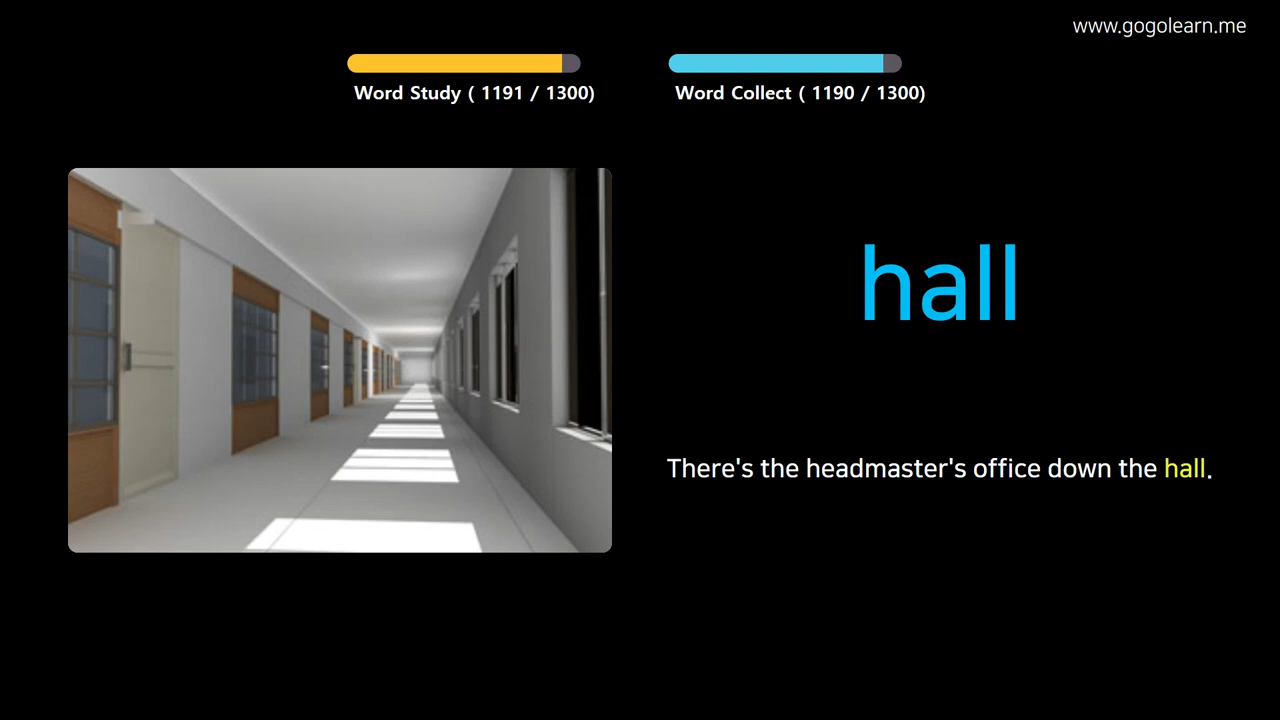 www.gogolearn.me
Word Study ( 1191 / 1300)
Word Collect ( 1190 / 1300)
hall
There's the headmaster's office down the hall.